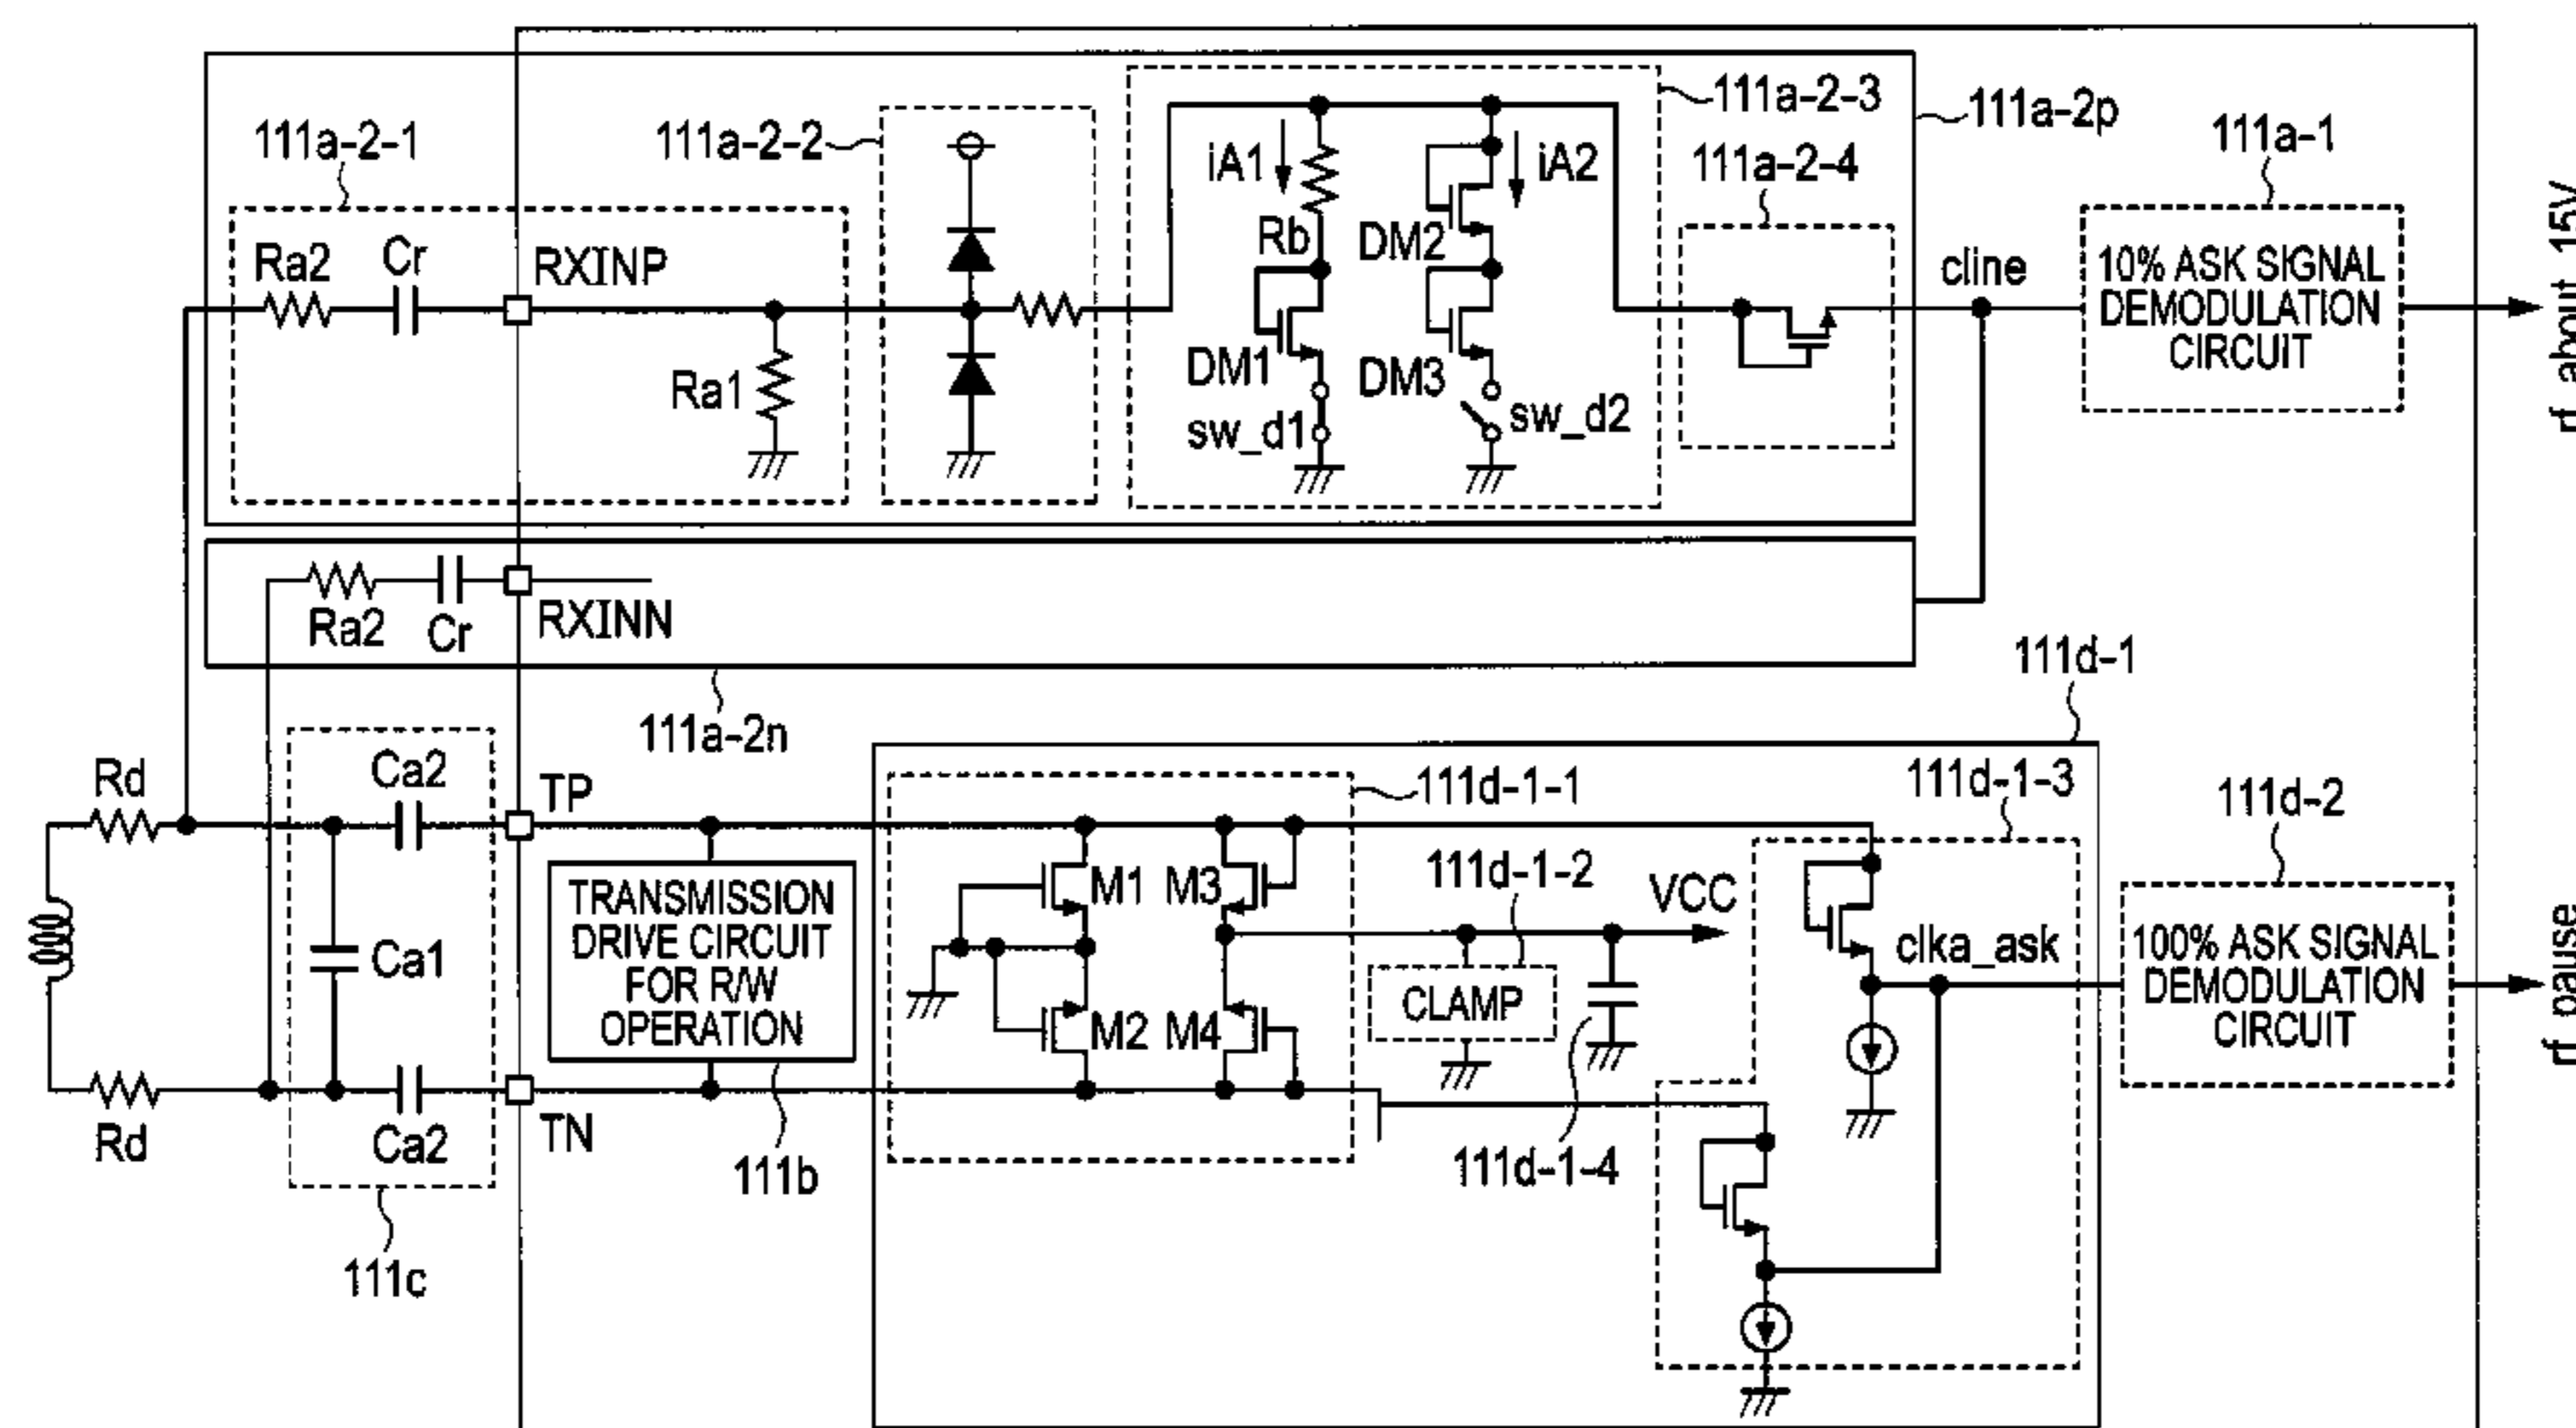 111a-2-1
111a-2-2
111a-2-3
111a-2p
111a-1
111a-2-4
iA1
iA2
Rb
DM2
Ra2
Cr
RXINP
cline
10% ASK SIGNAL
DEMODULATION
CIRCUIT
rf_about_15v
Ra1
DM1
DM3
sw_d1
sw_d2
Ra2
Cr
RXINN
111a-2n
111d-1
Rd
Ca2
TP
111d-1-1
111d-1-3
111d-2
TRANSMISSION
DRIVE CIRCUIT
FOR R/W
OPERATION
M1
M3
111d-1-2
VCC
clka_ask
100% ASK SIGNAL
DEMODULATION
CIRCUIT
rf_pause
Ca1
CLAMP
M2
M4
Rd
Ca2
TN
111b
111d-1-4
111c